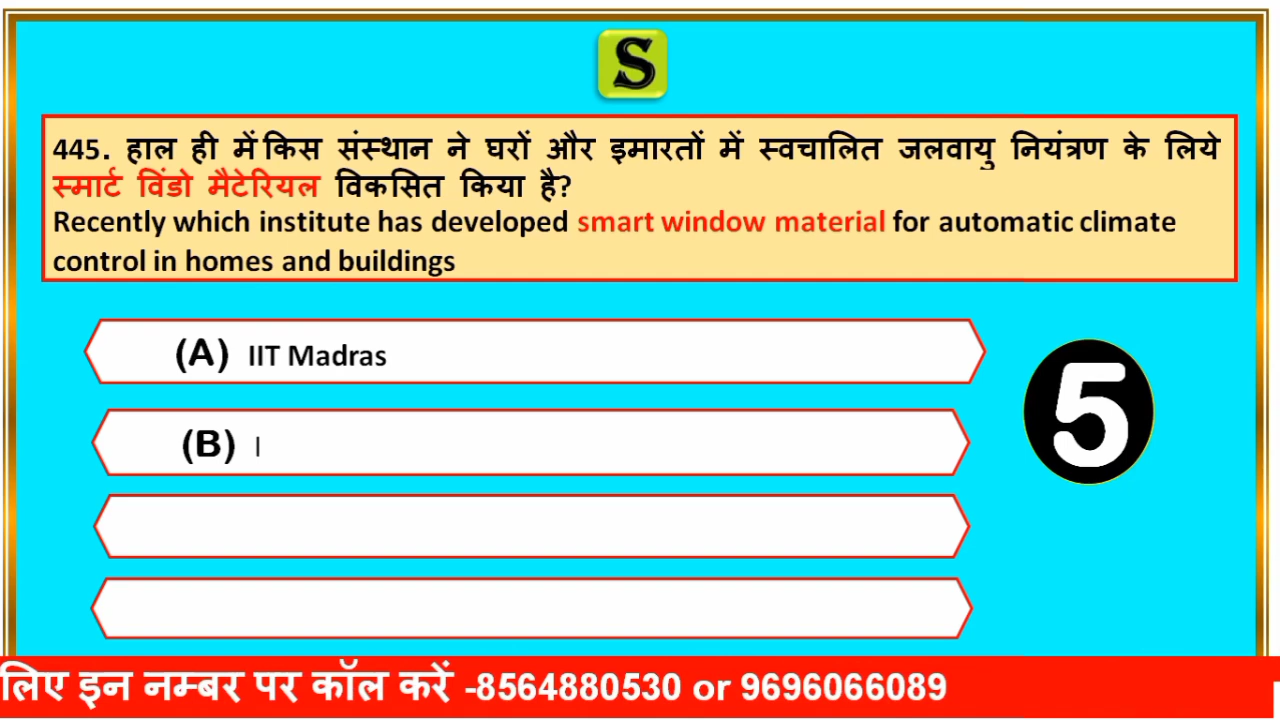 S
445. हाल ही में किस संस्थान ने घरों और इमारतों में स्वचालित जलवायु नियंत्रण के लिये
स्मार्ट विंडो मैटेरियल विकसित किया है?
Recently which institute has developed smart window material for automatic climate
control in homes and buildings
(A) IIT Madras
5
(B) I
लिए इन नम्बर पर कॉल करें -8564880530 or 9696066089